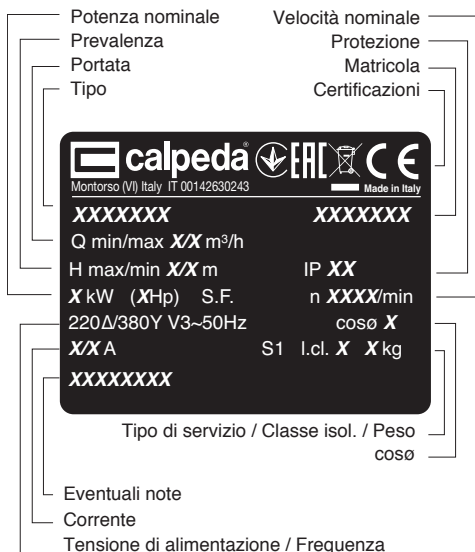 Potenza nominale
Velocità nominale
Prevalenza
Protezione
Portata
Matricola
Tipo
Certificazioni
calpeda® EAC CE
Montorso (VI) Italy IT 00142630243
Made in Italy
XXXXXXX XXXXXXX
Q min/max X/X m³/h
H max/min X/X m IP XX
X kW (XHp) S.F. n XXXX/min
220Δ/380Y V3~50Hz cosø X
X/X A S1 I.cl. X X kg
XXXXXXXX
Tipo di servizio / Classe isol. / Peso
cosø
Eventuali note
Corrente
Tensione di alimentazione / Frequenza